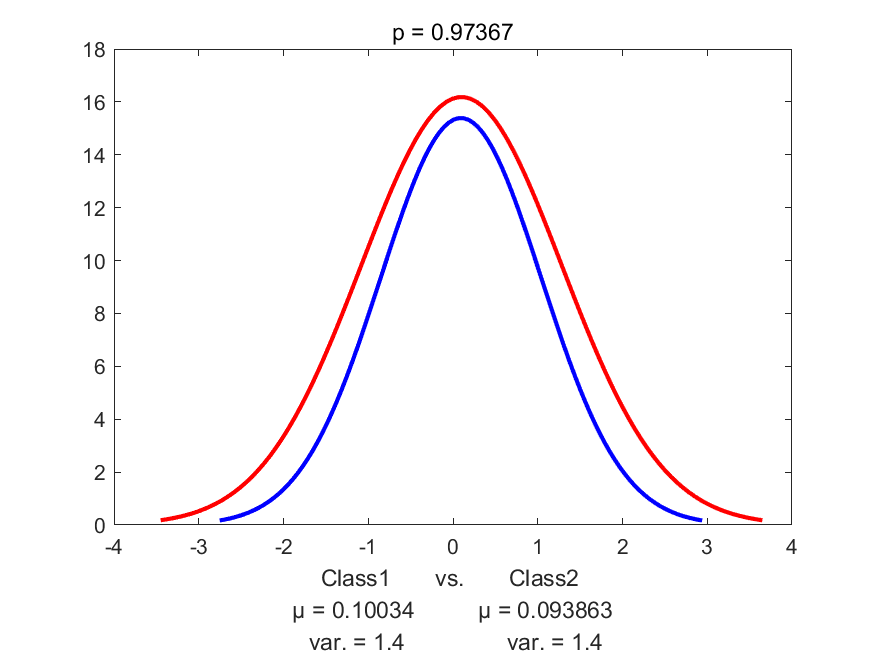 p = 0.97367
18
16
14
12
10
8
6
4
2
0
-4 -3 -2 -1 0 1 2 3 4
Class1 vs. Class2
μ = 0.10034 μ = 0.093863
var. = 1.4 var. = 1.4